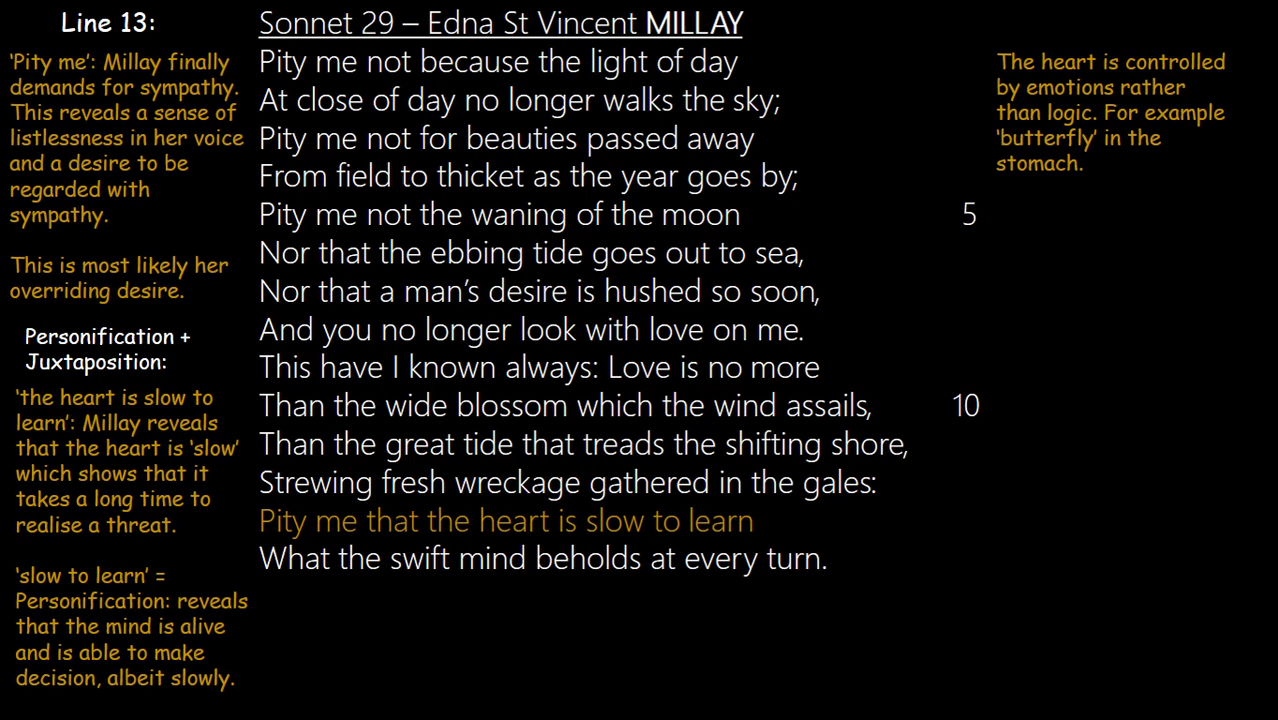 Line 13:
'Pity me': Millay finally
demands for sympathy.
This reveals a sense of
listlessness in her voice
and a desire to be
regarded with
sympathy.
This is most likely her
overriding desire.
Personification +
Juxtaposition:
'the heart is slow to
learn': Millay reveals
that the heart is 'slow'
which shows that it
takes a long time to
realise a threat.
'slow to learn' =
Personification: reveals
that the mind is alive
and is able to make
decision, albeit slowly.
Sonnet 29 – Edna St Vincent MILLAY
Pity me not because the light of day
At close of day no longer walks the sky;
Pity me not for beauties passed away
From field to thicket as the year goes by;
Pity me not the waning of the moon 5
Nor that the ebbing tide goes out to sea,
Nor that a man's desire is hushed so soon,
And you no longer look with love on me.
This have I known always: Love is no more
Than the wide blossom which the wind assails, 10
Than the great tide that treads the shifting shore,
Strewing fresh wreckage gathered in the gales:
Pity me that the heart is slow to learn
What the swift mind beholds at every turn.
The heart is controlled
by emotions rather
than logic. For example
'butterfly' in the
stomach.